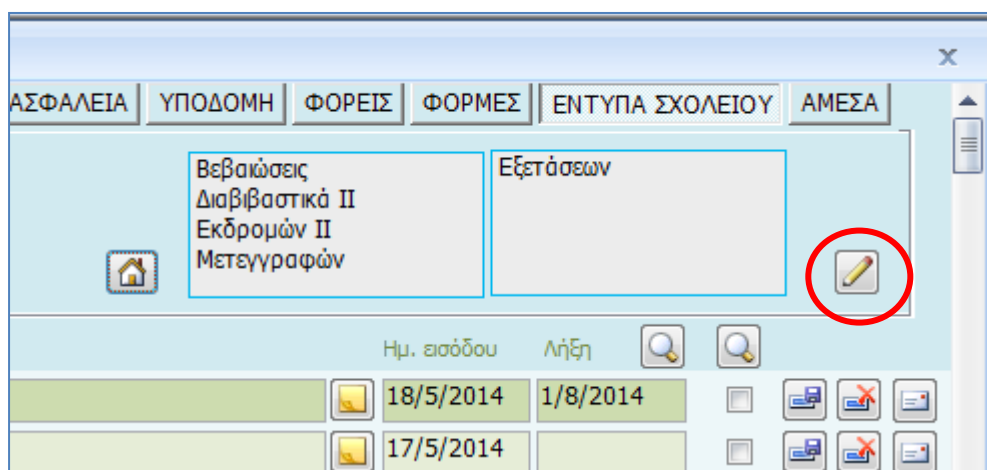 x
ΑΣΦΑΛΕΙΑ ΥΠΟΔΟΜΗ ΦΟΡΕΙΣ ΦΟΡΜΕΣ ΕΝΤΥΠΑ ΣΧΟΛΕΙΟΥ ΑΜΕΣΑ
Βεβαιώσεις
Διαβιβαστικά ΙΙ
Εκδρομών ΙΙ
Μετεγγραφών
Εξετάσεων
Ημ. εισόδου Λήξη
18/5/2014 1/8/2014
17/5/2014